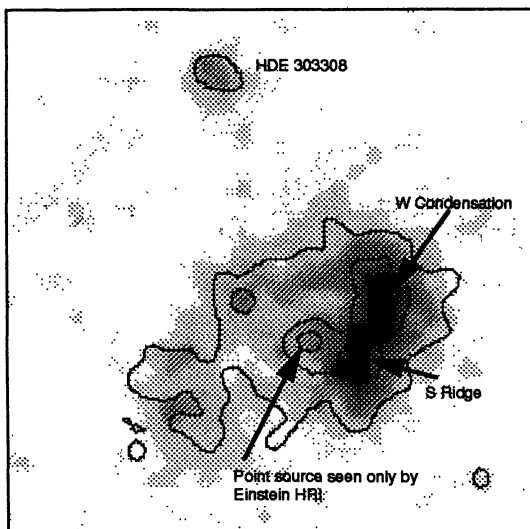 HDE 303308
W Condensation
S Ridge
Point source seen only by
Einstein HRI